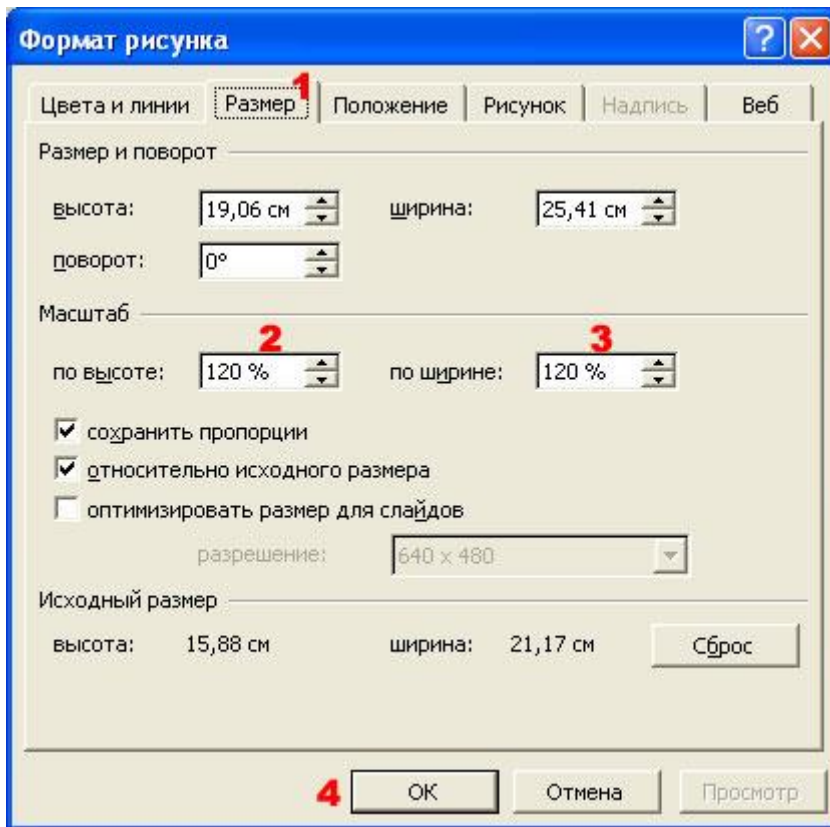 Формат рисунка
1
Цвета и линии Размер Положение Рисунок Надпись Веб
Размер и поворот
высота: 19,06 см ширина: 25,41 см
поворот: 0°
Масштаб
2 3
по высоте: 120 % по ширине: 120 %
сохранить пропорции
относительно исходного размера
оптимизировать размер для слайдов
разрешение: 640 x 480
Исходный размер
высота: 15,88 см ширина: 21,17 см Сброс
4 ОК Отмена Просмотр